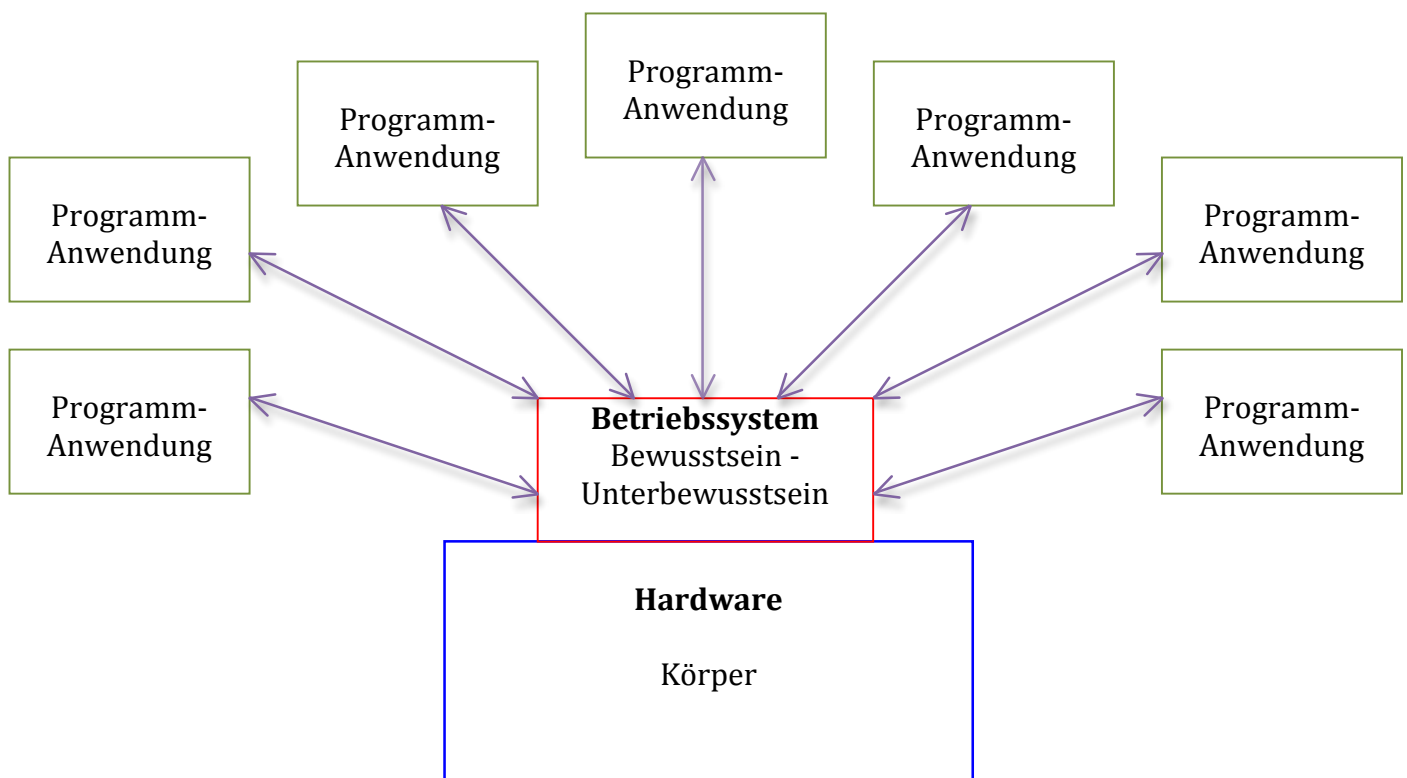 Programm-
Anwendung
Programm-
Anwendung
Programm-
Anwendung
Programm-
Anwendung
Programm-
Anwendung
Programm-
Anwendung
Programm-
Anwendung
Betriebssystem
Bewusstsein -
Unterbewusstsein
Hardware
Körper